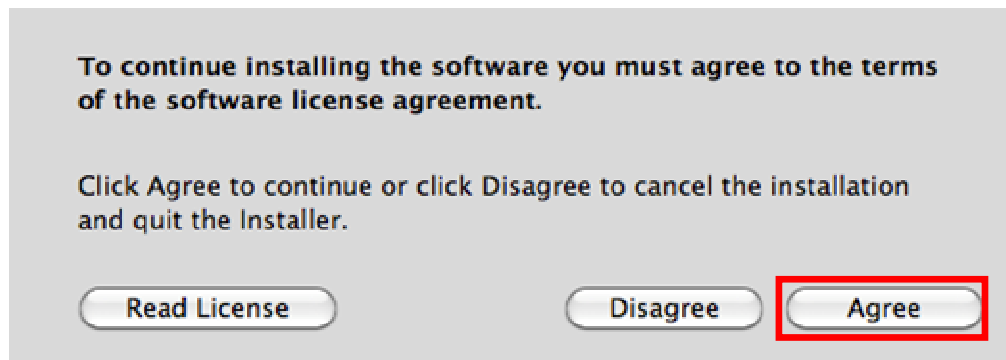 To continue installing the software you must agree to the terms
of the software license agreement.
Click Agree to continue or click Disagree to cancel the installation
and quit the Installer.
Read License Disagree Agree